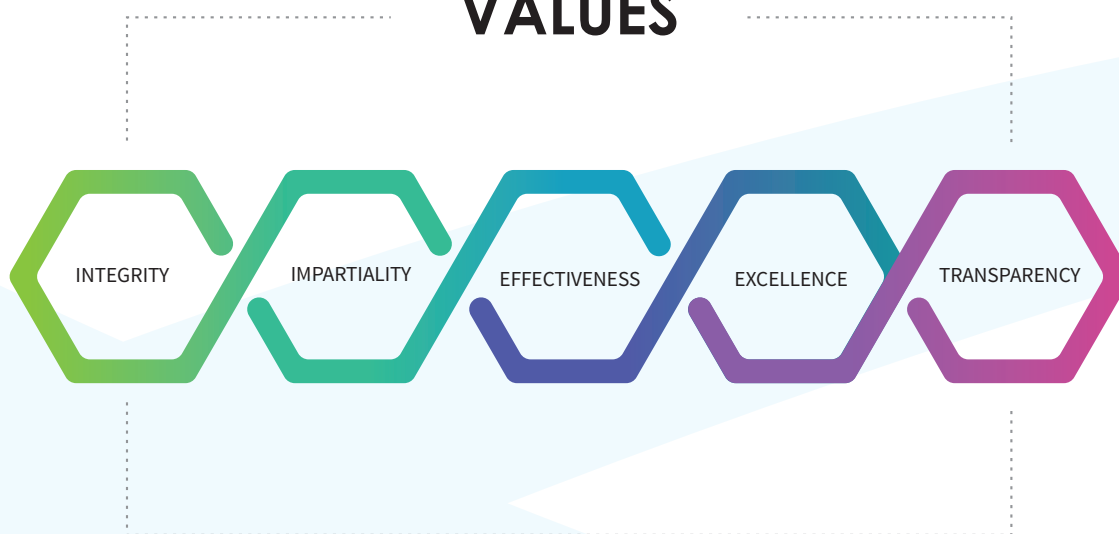 VALUES
INTEGRITY
IMPARTIALITY
EFFECTIVENESS
EXCELLENCE
TRANSPARENCY